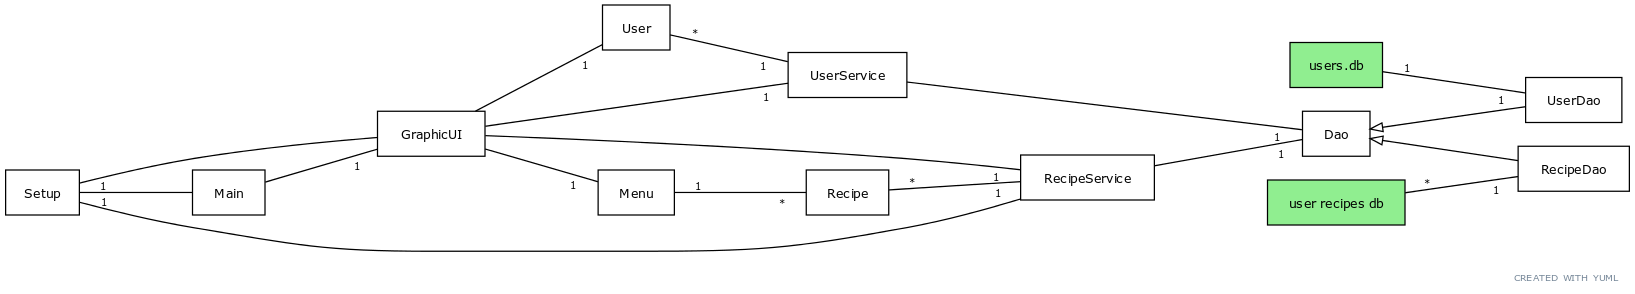 User
*
1
1
users.db
1
UserService
1
UserDao
1
GraphicUI
Dao
1
1
1
Setup
1
1
Main
1
Menu
1
1
*
Recipe
*
1
1
RecipeService
RecipeDao
user recipes db
*
1
CREATED WITH YUML